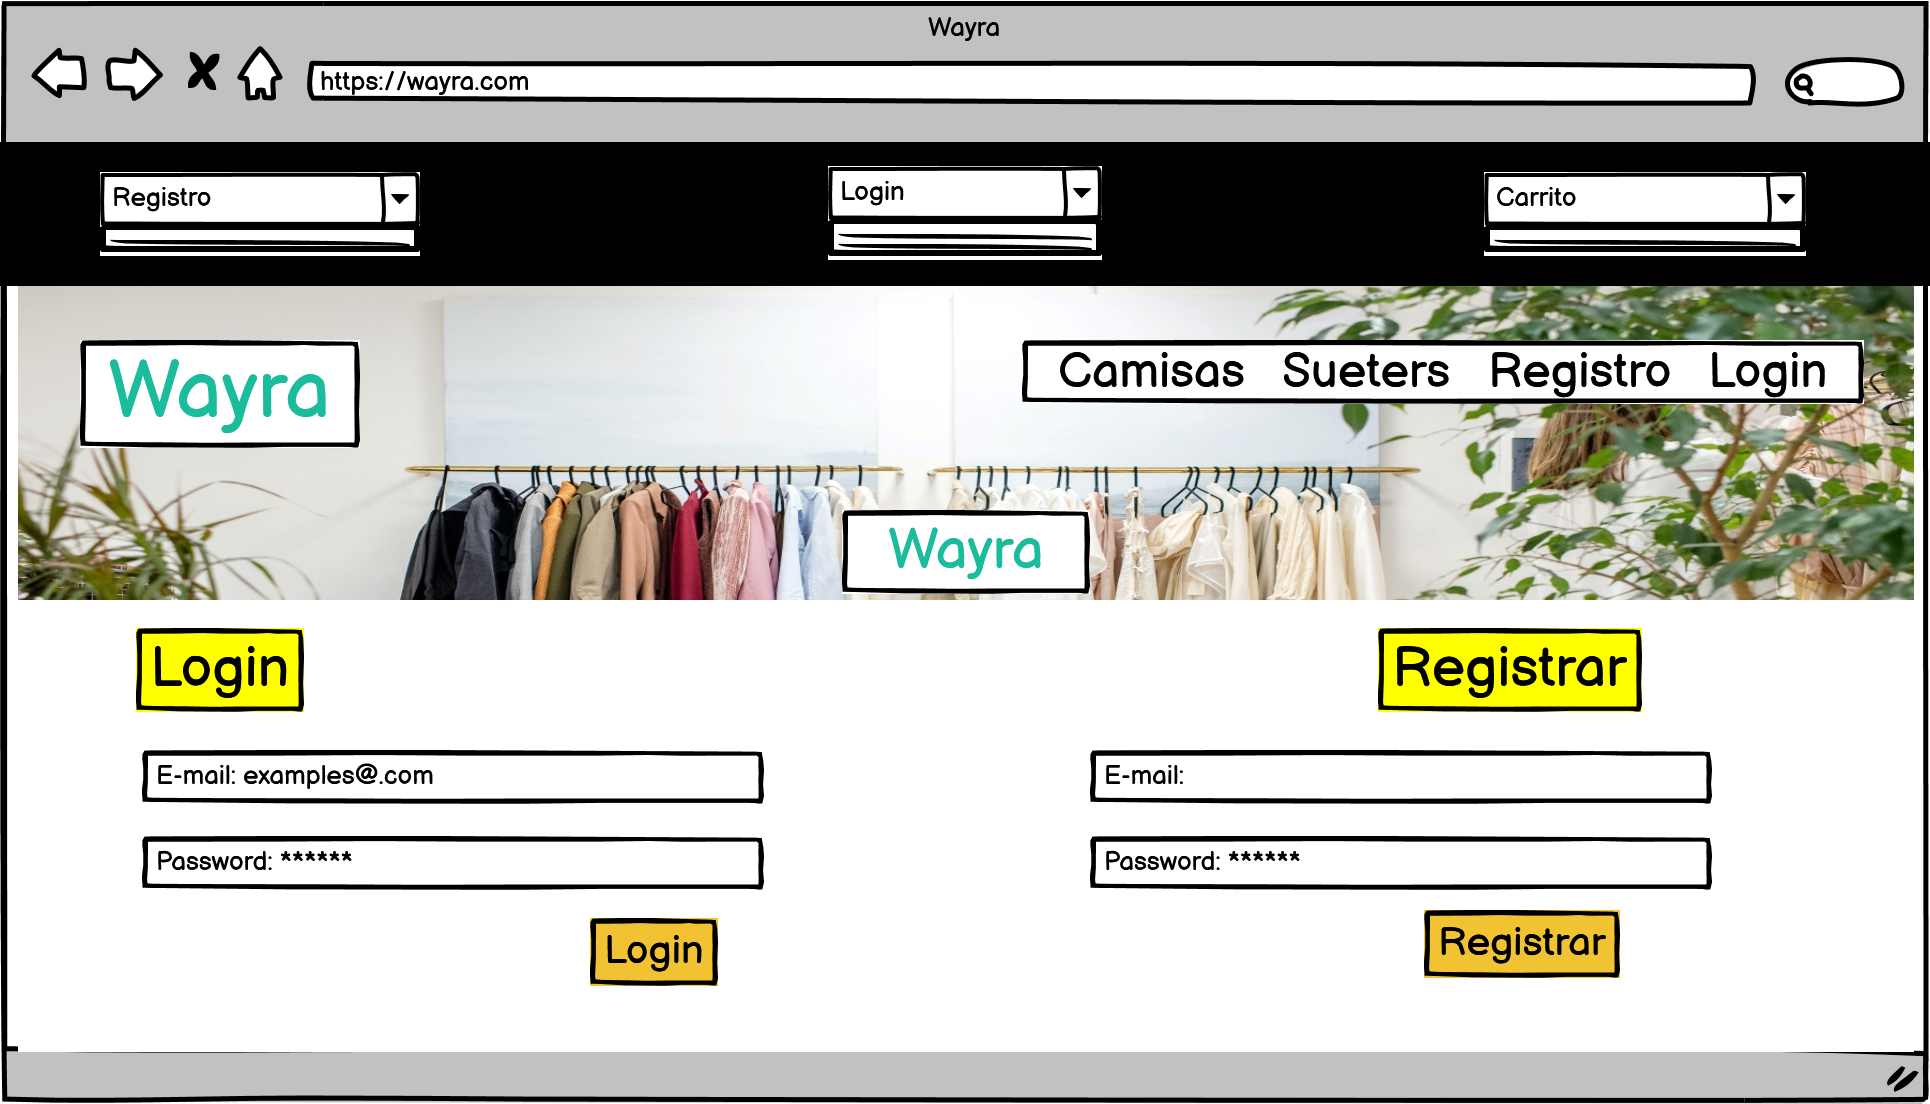 Wayra
https://wayra.com
Registro
Login
Carrito
Wayra
Camisas Sueters Registro Login
Wayra
Login
Registrar
E-mail: examples@.com
E-mail:
Password: ******
Password: ******
Login
Registrar